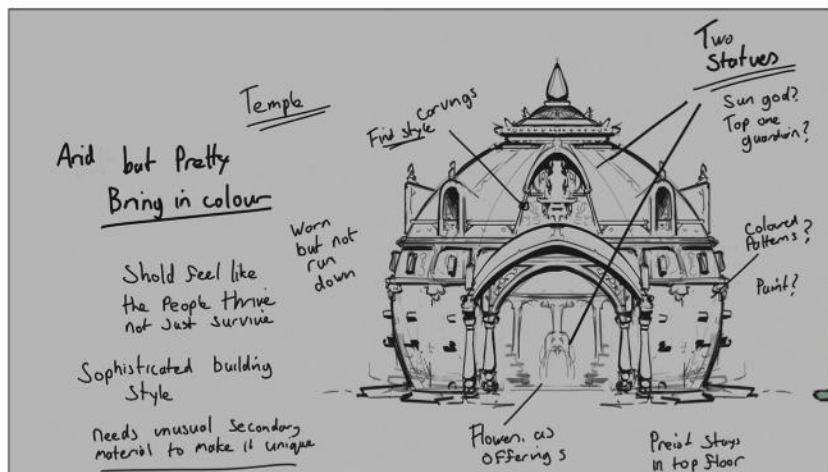 Temple
Arid but Pretty
Bring in colour
Worn
but not
run
down
Shold feel like
the People thrive
not Just survive
Sophisticated building
Style
Needs unusual secondary
material to make it unique
Carvings
Find style
Two
Statues
Sun god?
Top one
guardian?
Coloured
Patterns?
Paint?
Flowers as
offerings
Preist stays
in top floor